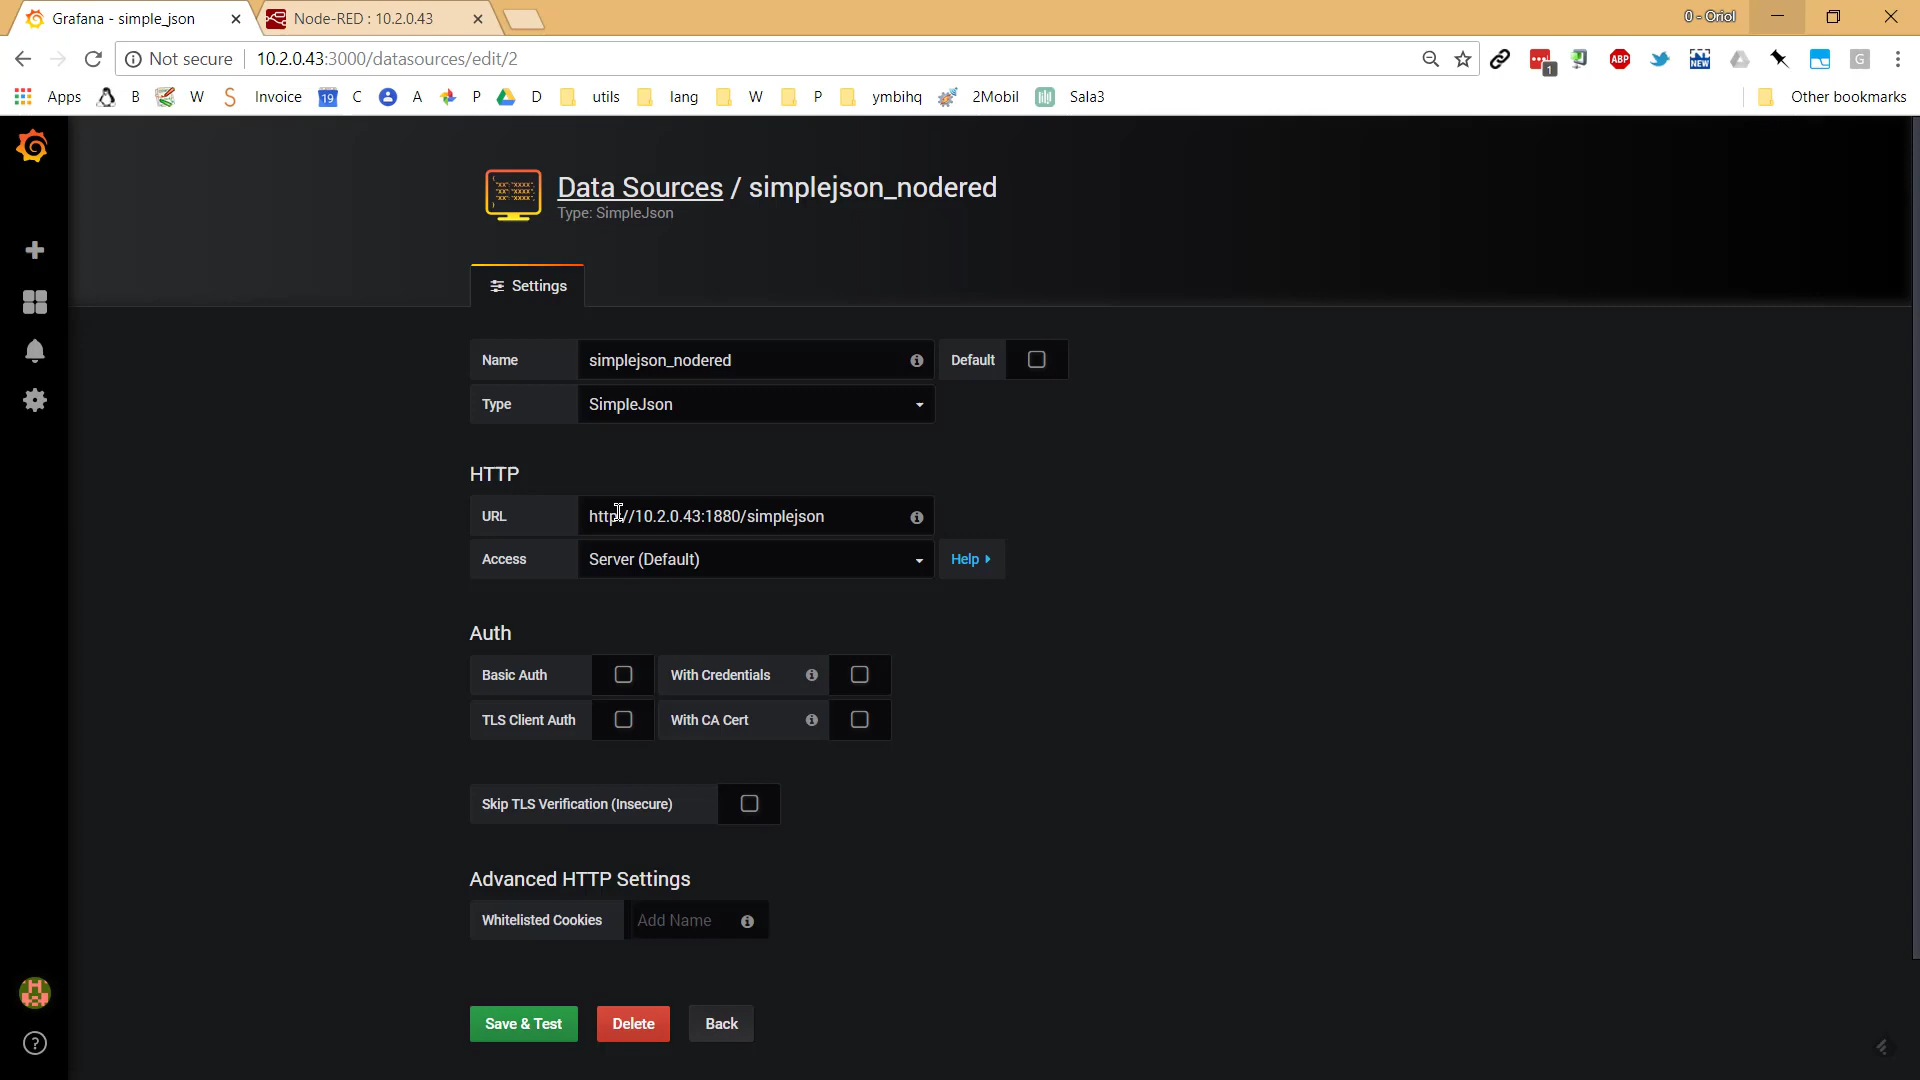 Grafana - simple_json
Node-RED : 10.2.0.43
0 - Oriol
Not secure
10.2.0.43:3000/datasources/edit/2
1
ABP
NEW
G
Apps
B
W
S
Invoice
19
C
A
P
D
utils
lang
W
P
ymbihq
2Mobil
Sala3
Other bookmarks
Data Sources / simplejson_nodered
Type: SimpleJson
Settings
Name
simplejson_nodered
Default
Type
SimpleJson
HTTP
URL
http://10.2.0.43:1880/simplejson
Access
Server (Default)
Help
Auth
Basic Auth
With Credentials
TLS Client Auth
With CA Cert
Skip TLS Verification (Insecure)
Advanced HTTP Settings
Whitelisted Cookies
Add Name
Save & Test
Delete
Back